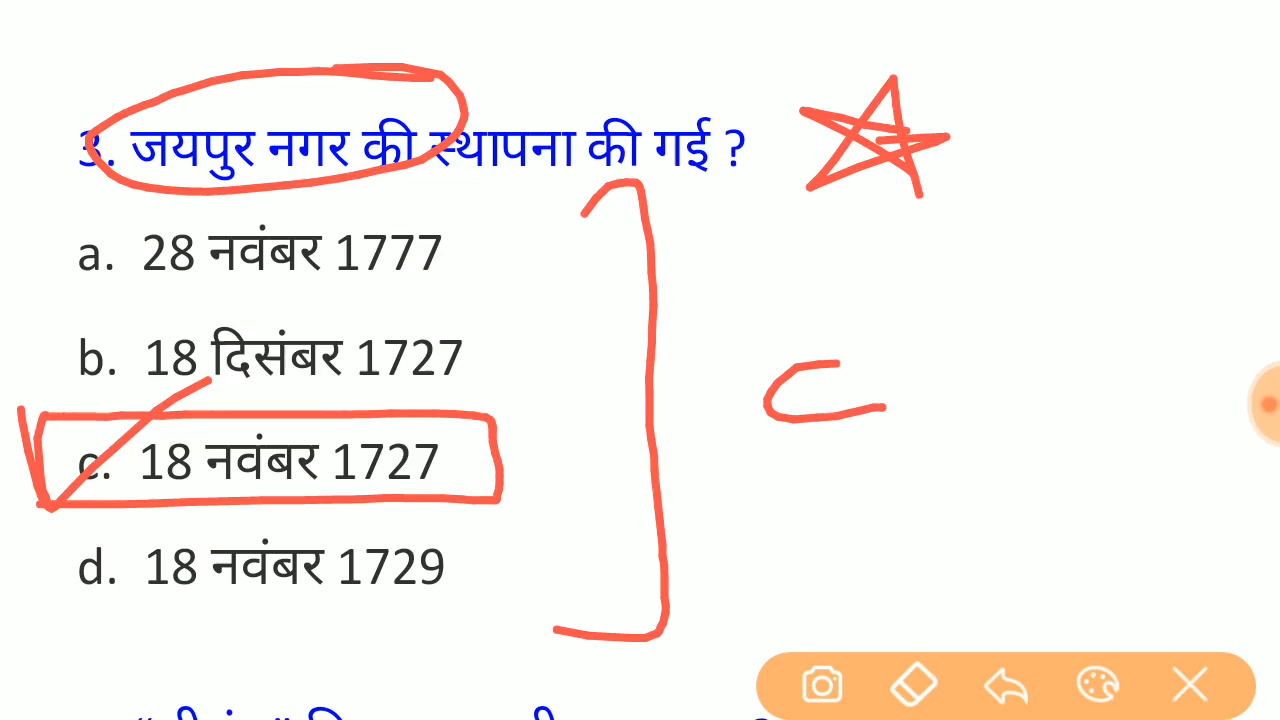 3. जयपुर नगर की स्थापना की गई ?
a. 28 नवंबर 1777
b. 18 दिसंबर 1727
c. 18 नवंबर 1727
C
d. 18 नवंबर 1729